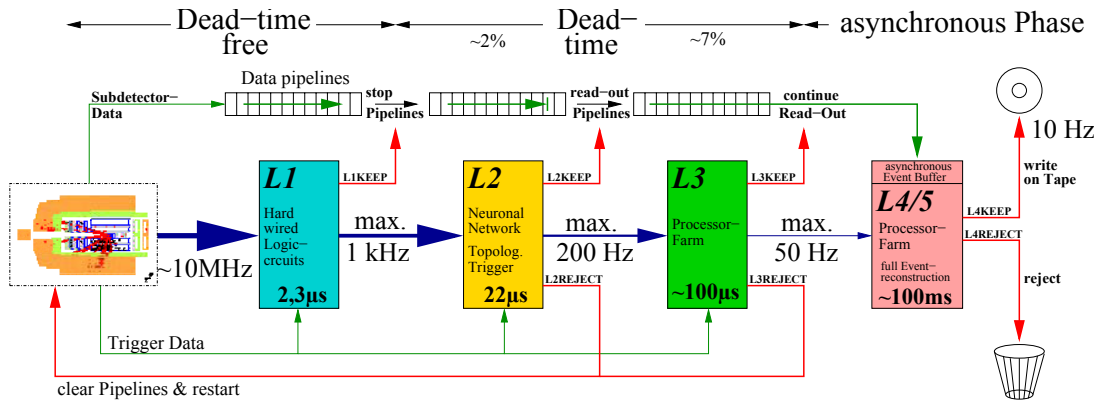 Dead−time
free
~2%
Dead−
time
~7%
asynchronous Phase
Data pipelines
Subdetector−
Data
stop
Pipelines
read−out
Pipelines
continue
Read−Out
10 Hz
write
on Tape
L1
Hard
wired
Logic−
crcuits
2,3µs
L1KEEP
L2
Neuronal
Network
Topolog.
Trigger
22µs
L2KEEP
L2REJECT
L3
Processor−
Farm
~100µs
L3KEEP
L3REJECT
asynchronous
Event Buffer
L4/5
Processor−
Farm
full Event−
reconstruction
~100ms
L4KEEP
L4REJECT
~10MHz
max.
1 kHz
max.
200 Hz
max.
50 Hz
reject
Trigger Data
clear Pipelines & restart